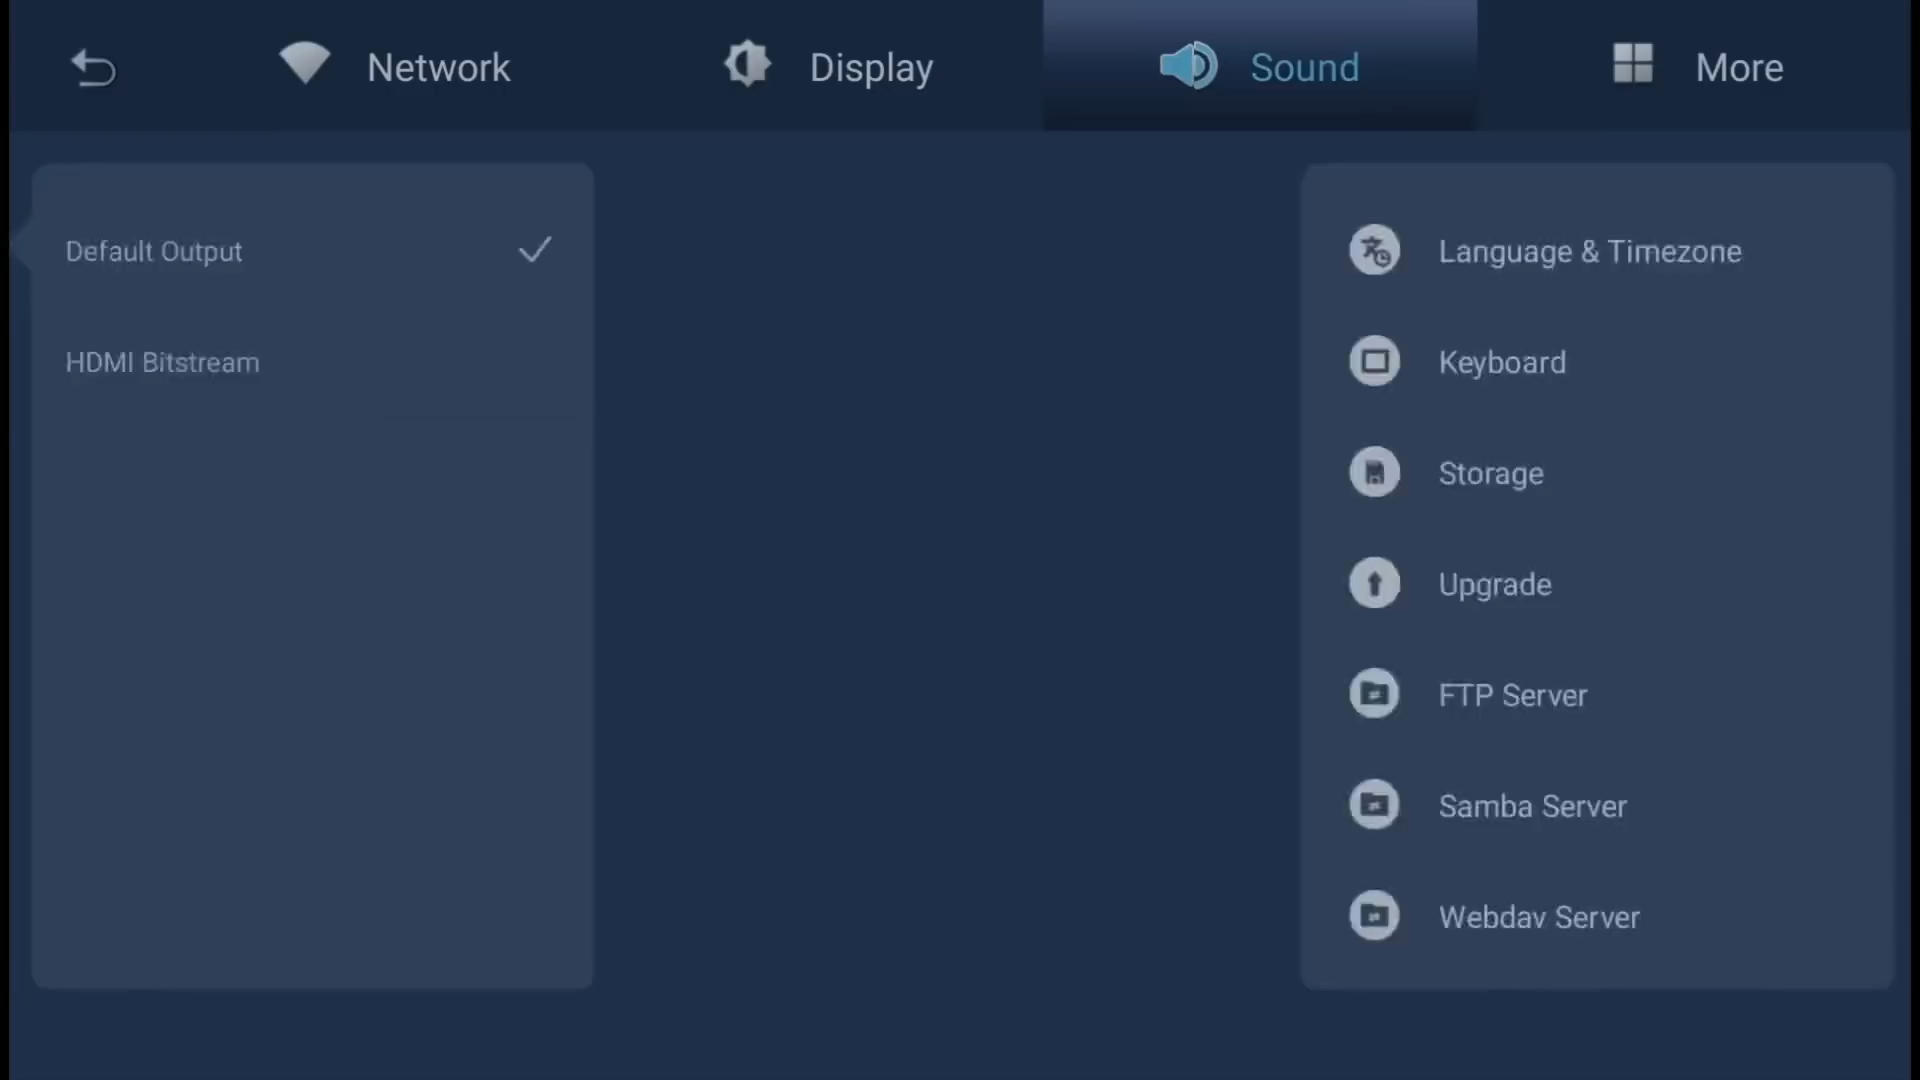 Network
Display
Sound
More
Default Output
HDMI Bitstream
Language & Timezone
Keyboard
Storage
Upgrade
FTP Server
Samba Server
Webdav Server